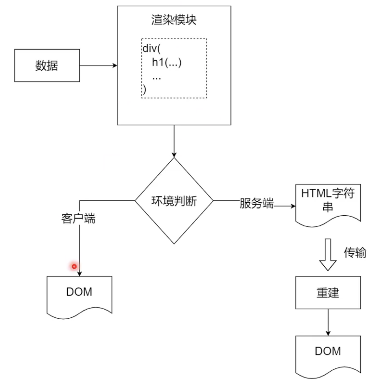 渲染模块
div(
h1(...)
...
)
数据
环境判断
客户端
服务端
HTML字符
串
传输
DOM
重建
DOM